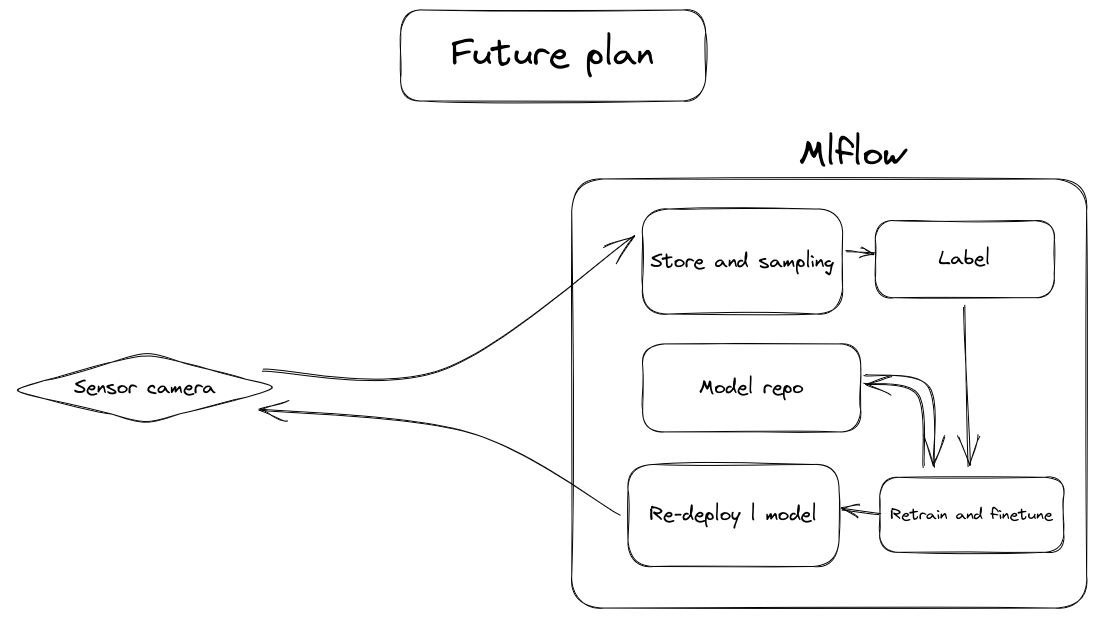 Future plan
Mlflow
Store and sampling
Label
Sensor camera
Model repo
Re-deploy | model
Retrain and finetune